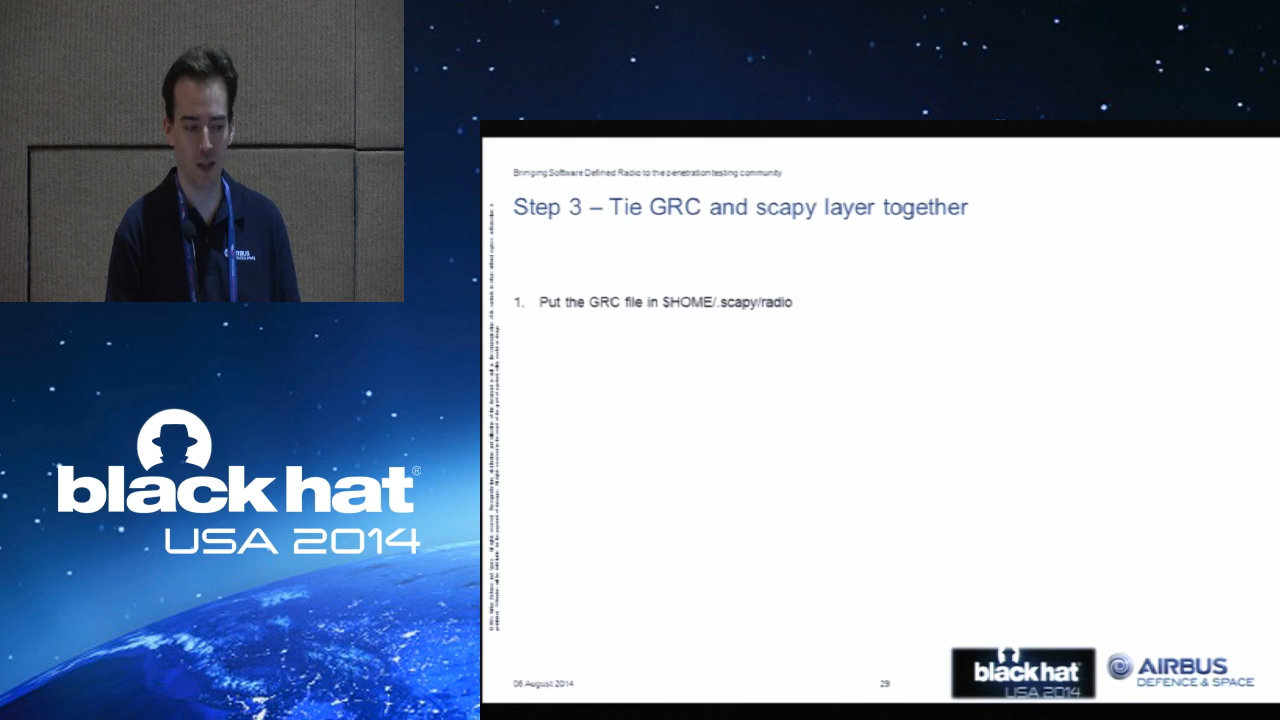 AIRBUS
Bringing Software Defined Radio to the penetration testing community
Step 3 – Tie GRC and scapy layer together
1. Put the GRC file in $HOME/.scapy/radio
black hat®
USA 2014
06 August 2014
29
black hat
USA 2014
AIRBUS
DEFENCE & SPACE